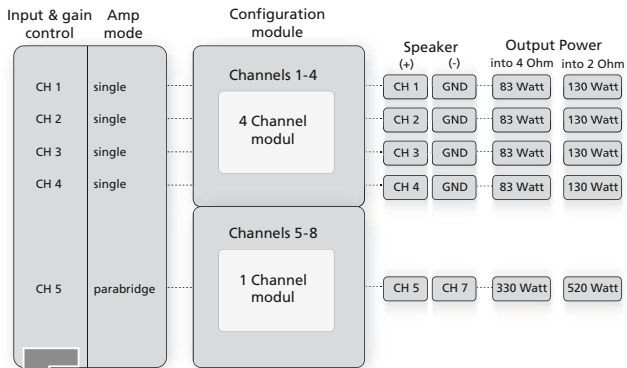 Input & gain control
Amp mode
Configuration module
Speaker
(+) (-)
Output Power
into 4 Ohm into 2 Ohm
Channels 1-4
4 Channel modul
CH 1 single CH 1 GND 83 Watt 130 Watt
CH 2 single CH 2 GND 83 Watt 130 Watt
CH 3 single CH 3 GND 83 Watt 130 Watt
CH 4 single CH 4 GND 83 Watt 130 Watt
Channels 5-8
1 Channel modul
CH 5 parabridge CH 5 CH 7 330 Watt 520 Watt